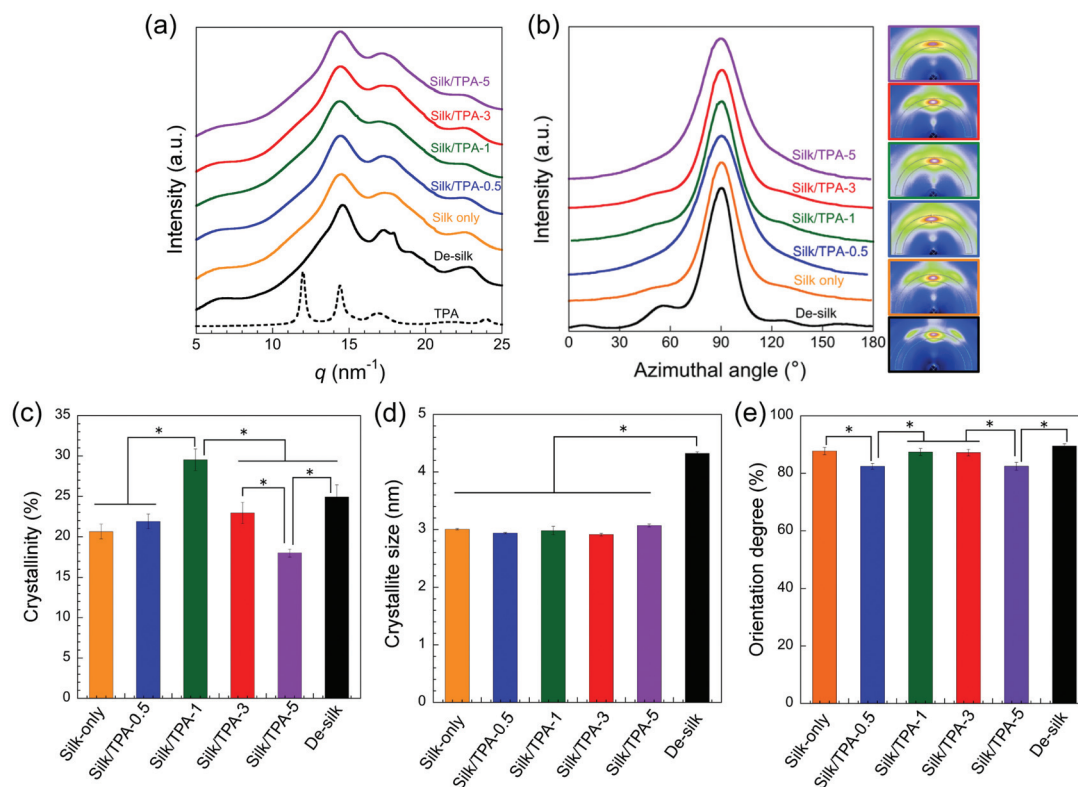 (a)
Intensity (a.u.)
Silk/TPA-5
Silk/TPA-3
Silk/TPA-1
Silk/TPA-0.5
Silk only
De-silk
TPA
5 10 15 20 25
q (nm⁻¹)
(b)
Intensity (a.u.)
Silk/TPA-5
Silk/TPA-3
Silk/TPA-1
Silk/TPA-0.5
Silk only
De-silk
0 30 60 90 120 150 180
Azimuthal angle (°)
(c)
Crystallinity (%)
35
30
25
20
15
10
5
0
* * * *
Silk-only Silk/TPA-0.5 Silk/TPA-1 Silk/TPA-3 Silk/TPA-5 De-silk
(d)
Crystallite size (nm)
5
4
3
2
1
0
*
Silk-only Silk/TPA-0.5 Silk/TPA-1 Silk/TPA-3 Silk/TPA-5 De-silk
(e)
Orientation degree (%)
100
80
60
40
20
0
* * * *
Silk-only Silk/TPA-0.5 Silk/TPA-1 Silk/TPA-3 Silk/TPA-5 De-silk